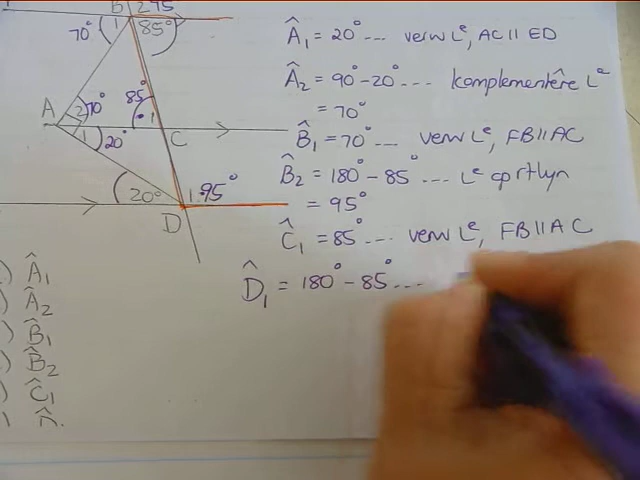 B 2 95°
70° 1 85°
A 2 70° 85° 1
1 20° C
20° 1 95°
D
Â₁ = 20° ... verw ∠ᵉ, AC || ED
Â₂ = 90° - 20° ... komplementêre ∠ᵉ
= 70°
B̂₁ = 70° ... verw ∠ᵉ, FB || AC
B̂₂ = 180° - 85° ... ∠ᵉ op rtlyn
= 95°
Ĉ₁ = 85° ... verw ∠ᵉ, FB || AC
D̂₁ = 180° - 85° ...
) Â₁
) Â₂
) B̂₁
) B̂₂
) Ĉ₁